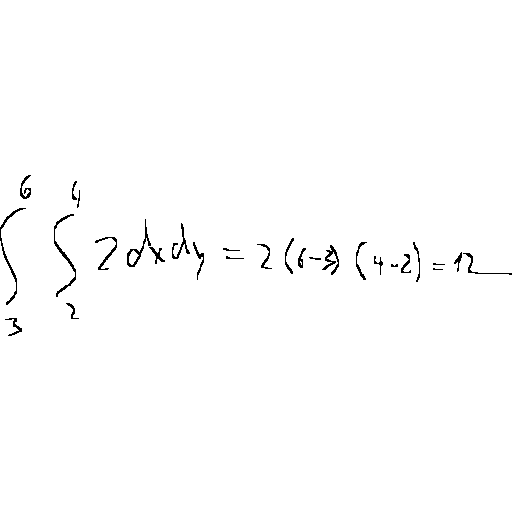 ∫₃⁶ ∫₂⁴ 2 dx dy = 2 (6-3) (4-2) = 12